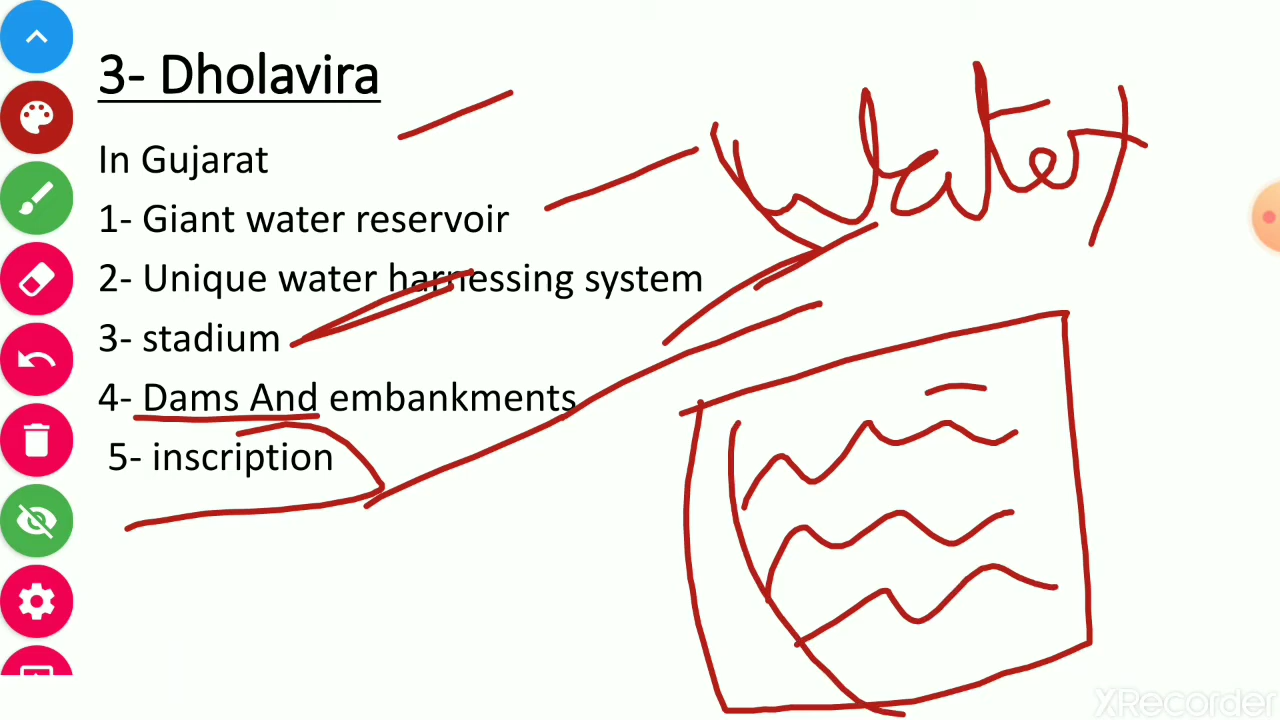 3- Dholavira
water
In Gujarat
1- Giant water reservoir
2- Unique water harnessing system
3- stadium
4- Dams And embankments
5- inscription
XRecorder